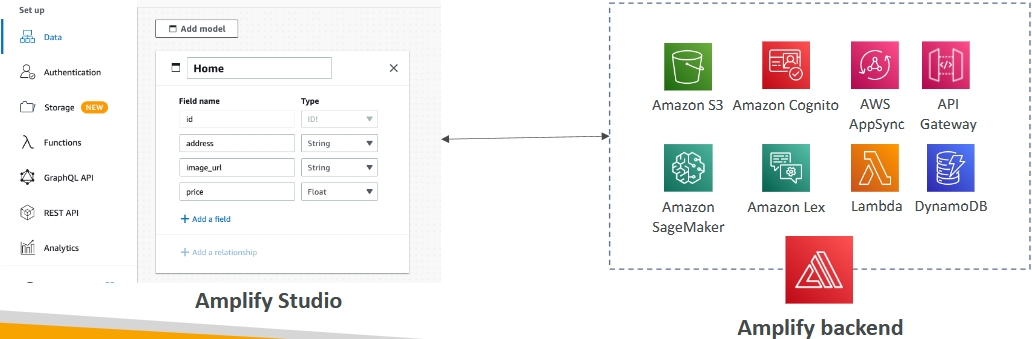 Set up
Data
Authentication
Storage NEW
Functions
GraphQL API
REST API
Analytics
Add model
Home
Field name Type
id ID!
address String
image_url String
price Float
+ Add a field
+ Add a relationship
Amplify Studio
Amazon S3 Amazon Cognito AWS AppSync API Gateway
Amazon SageMaker Amazon Lex Lambda DynamoDB
Amplify backend